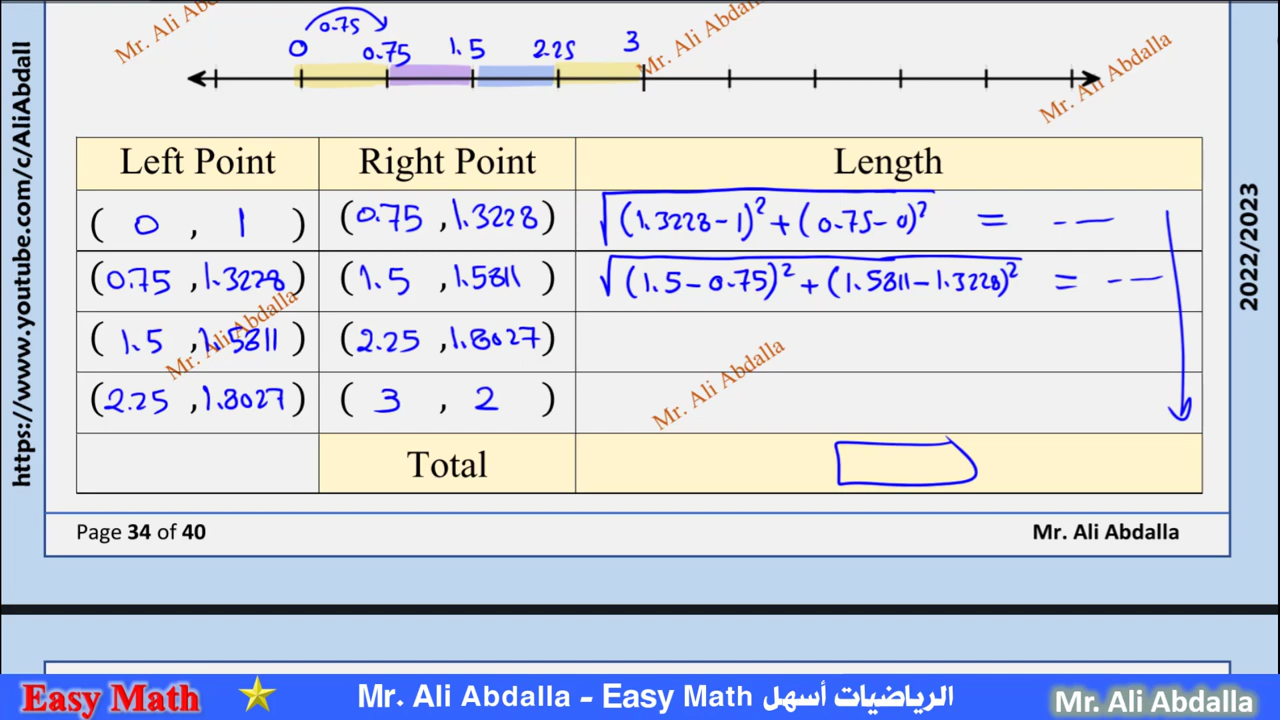 Mr. Ali Abda
0.75
0 0.75 1.5 2.25 3
Mr. Ali Abdalla
Mr. Ali Abdalla
https://www.youtube.com/c/AliAbdall
2022/2023
Left Point Right Point Length
( 0 , 1 ) (0.75 , 1.3228) √(1.3228-1)²+(0.75-0)² = ---
(0.75 , 1.3228) (1.5 , 1.5811) √(1.5-0.75)²+(1.5811-1.3228)² = ---
(1.5 , 1.5811) (2.25 , 1.8027)
Mr. Ali Abdalla
(2.25 , 1.8027) (3 , 2)
Mr. Ali Abdalla
Total
Page 34 of 40 Mr. Ali Abdalla
Easy Math Mr. Ali Abdalla - Easy Math الرياضيات أسهل Mr. Ali Abdalla